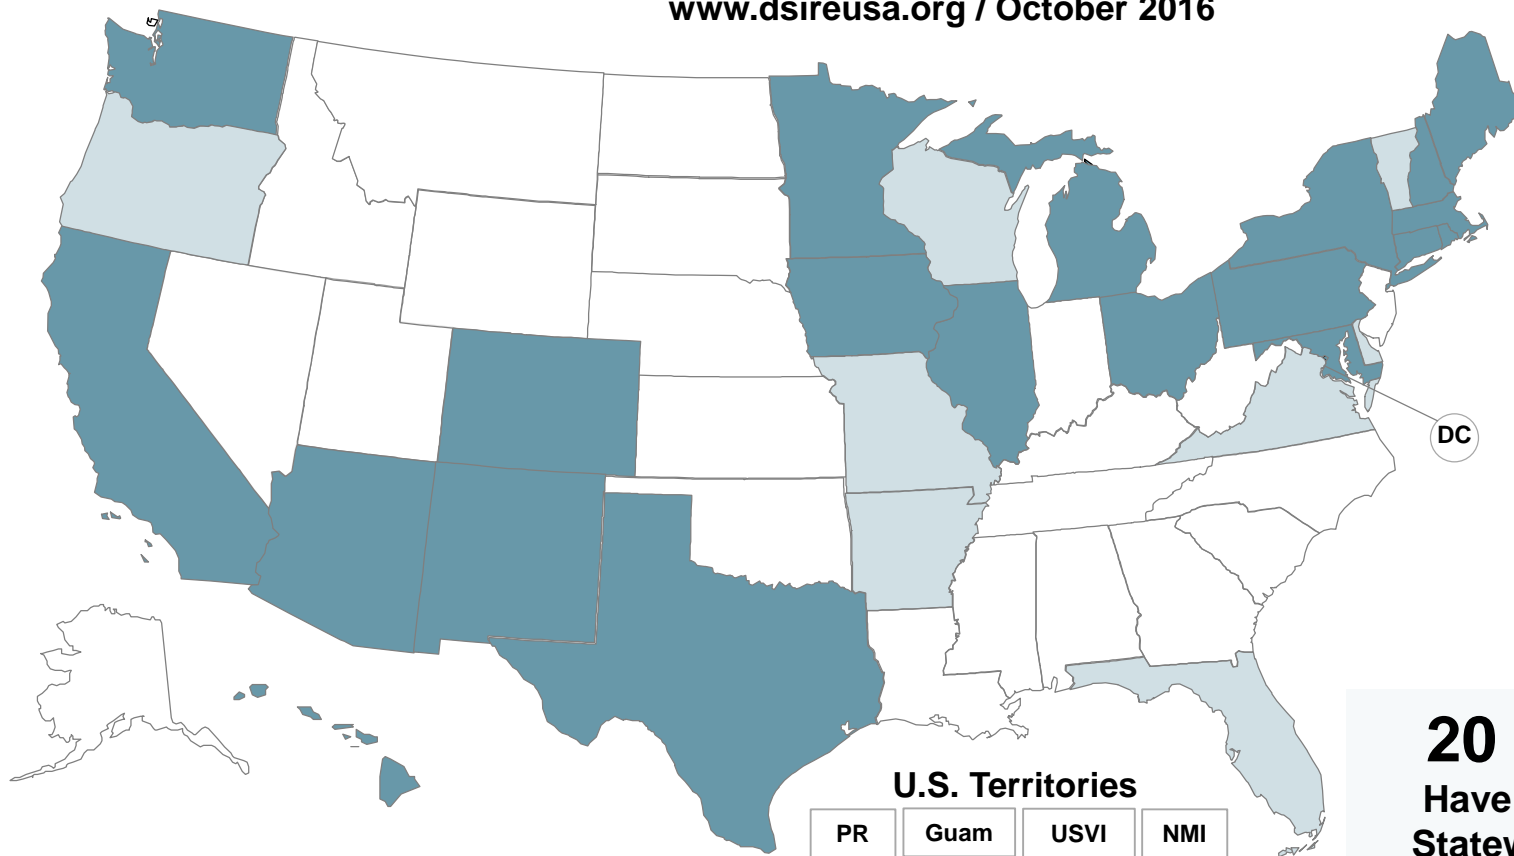 www.dsireusa.org / October 2016
DC
U.S. Territories
PR
Guam
USVI
NMI
20
Have